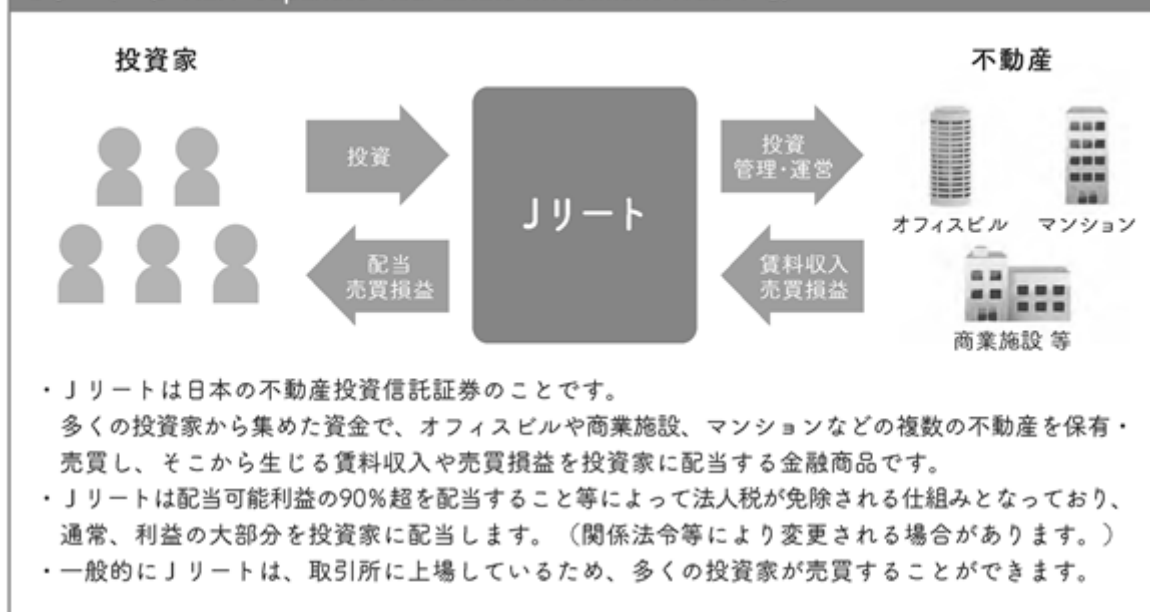 投資家
不動産
投資
投資
管理・運営
Jリート
オフィスビル
マンション
配当
売買損益
賃料収入
売買損益
商業施設 等
・Jリートは日本の不動産投資信託証券のことです。
多くの投資家から集めた資金で、オフィスビルや商業施設、マンションなどの複数の不動産を保有・
売買し、そこから生じる賃料収入や売買損益を投資家に配当する金融商品です。
・Jリートは配当可能利益の90%超を配当すること等によって法人税が免除される仕組みとなっており、
通常、利益の大部分を投資家に配当します。（関係法令等により変更される場合があります。）
・一般的にJリートは、取引所に上場しているため、多くの投資家が売買することができます。